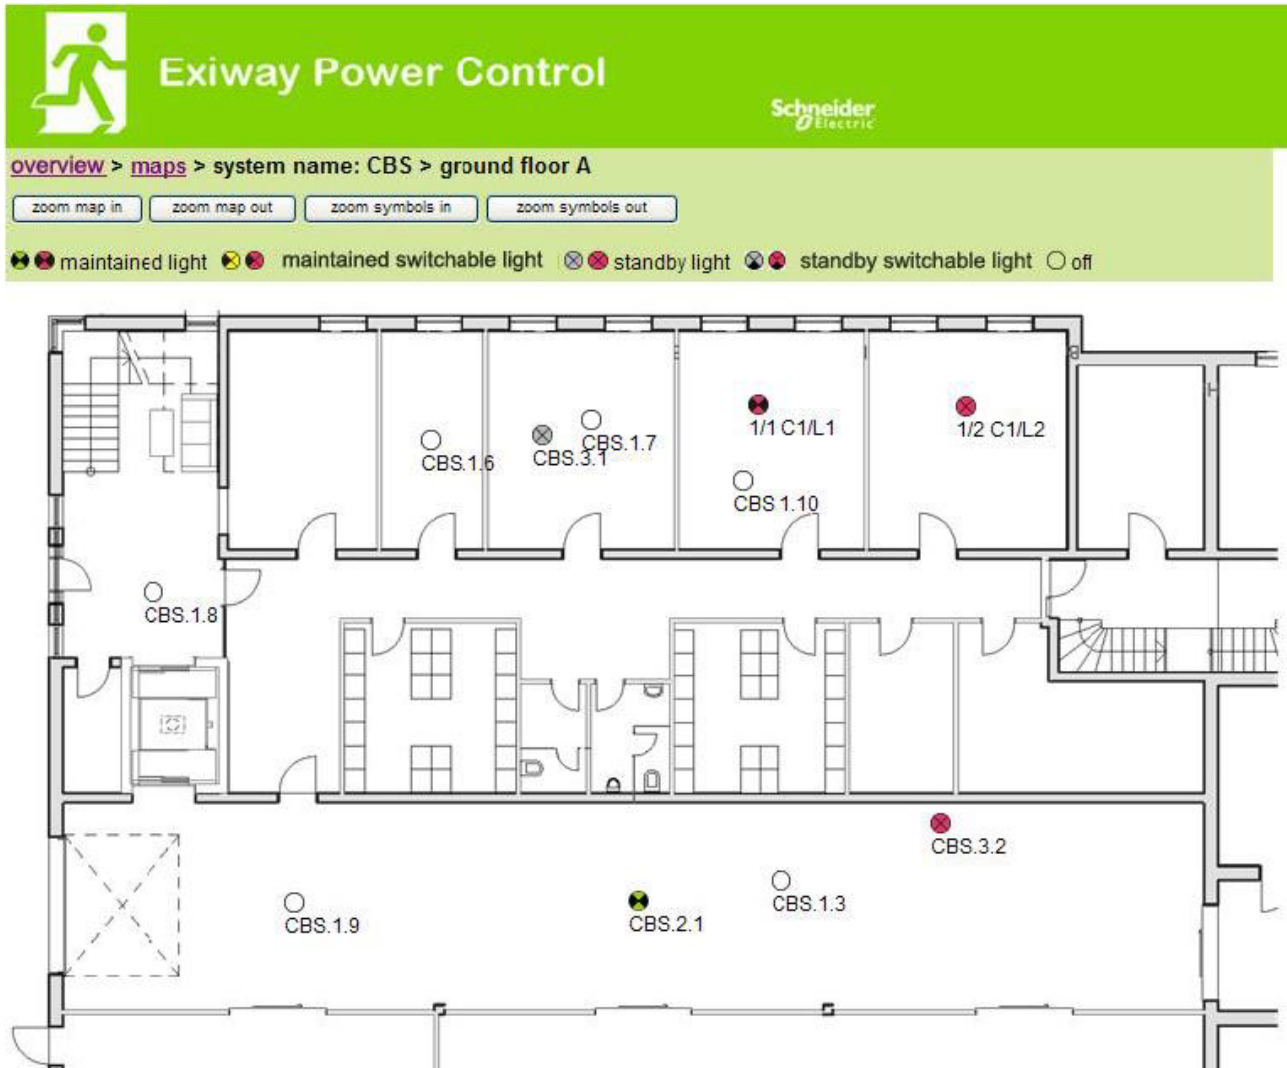 Exiway Power Control
Schneider
Electric
overview > maps > system name: CBS > ground floor A
zoom map in zoom map out zoom symbols in zoom symbols out
maintained light maintained switchable light standby light standby switchable light off
1/1 C1/L1
1/2 C1/L2
CBS.1.7
CBS.3.1
CBS.1.6
CBS 1.10
CBS.1.8
CBS.3.2
CBS.1.3
CBS.2.1
CBS.1.9